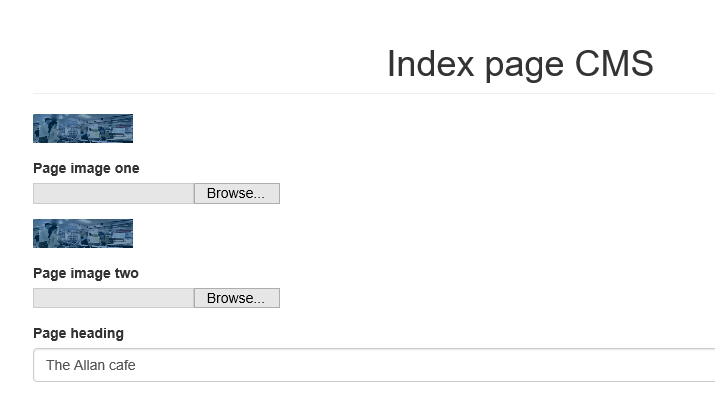 Index page CMS
Page image one
Browse...
Page image two
Browse...
Page heading
The Allan cafe